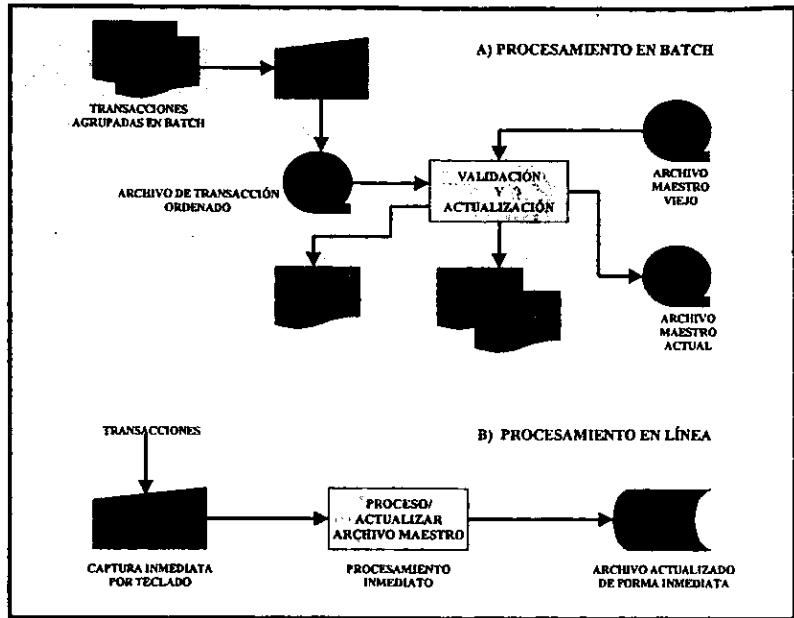 A) PROCESAMIENTO EN BATCH
TRANSACCIONES
AGRUPADAS EN BATCH
ARCHIVO DE TRANSACCIÓN
ORDENADO
VALIDACIÓN
Y
ACTUALIZACIÓN
ARCHIVO
MAESTRO
VIEJO
ARCHIVO
MAESTRO
ACTUAL
B) PROCESAMIENTO EN LÍNEA
TRANSACCIONES
CAPTURA INMEDIATA
POR TECLADO
PROCESO/
ACTUALIZAR
ARCHIVO MAESTRO
PROCESAMIENTO
INMEDIATO
ARCHIVO ACTUALIZADO
DE FORMA INMEDIATA